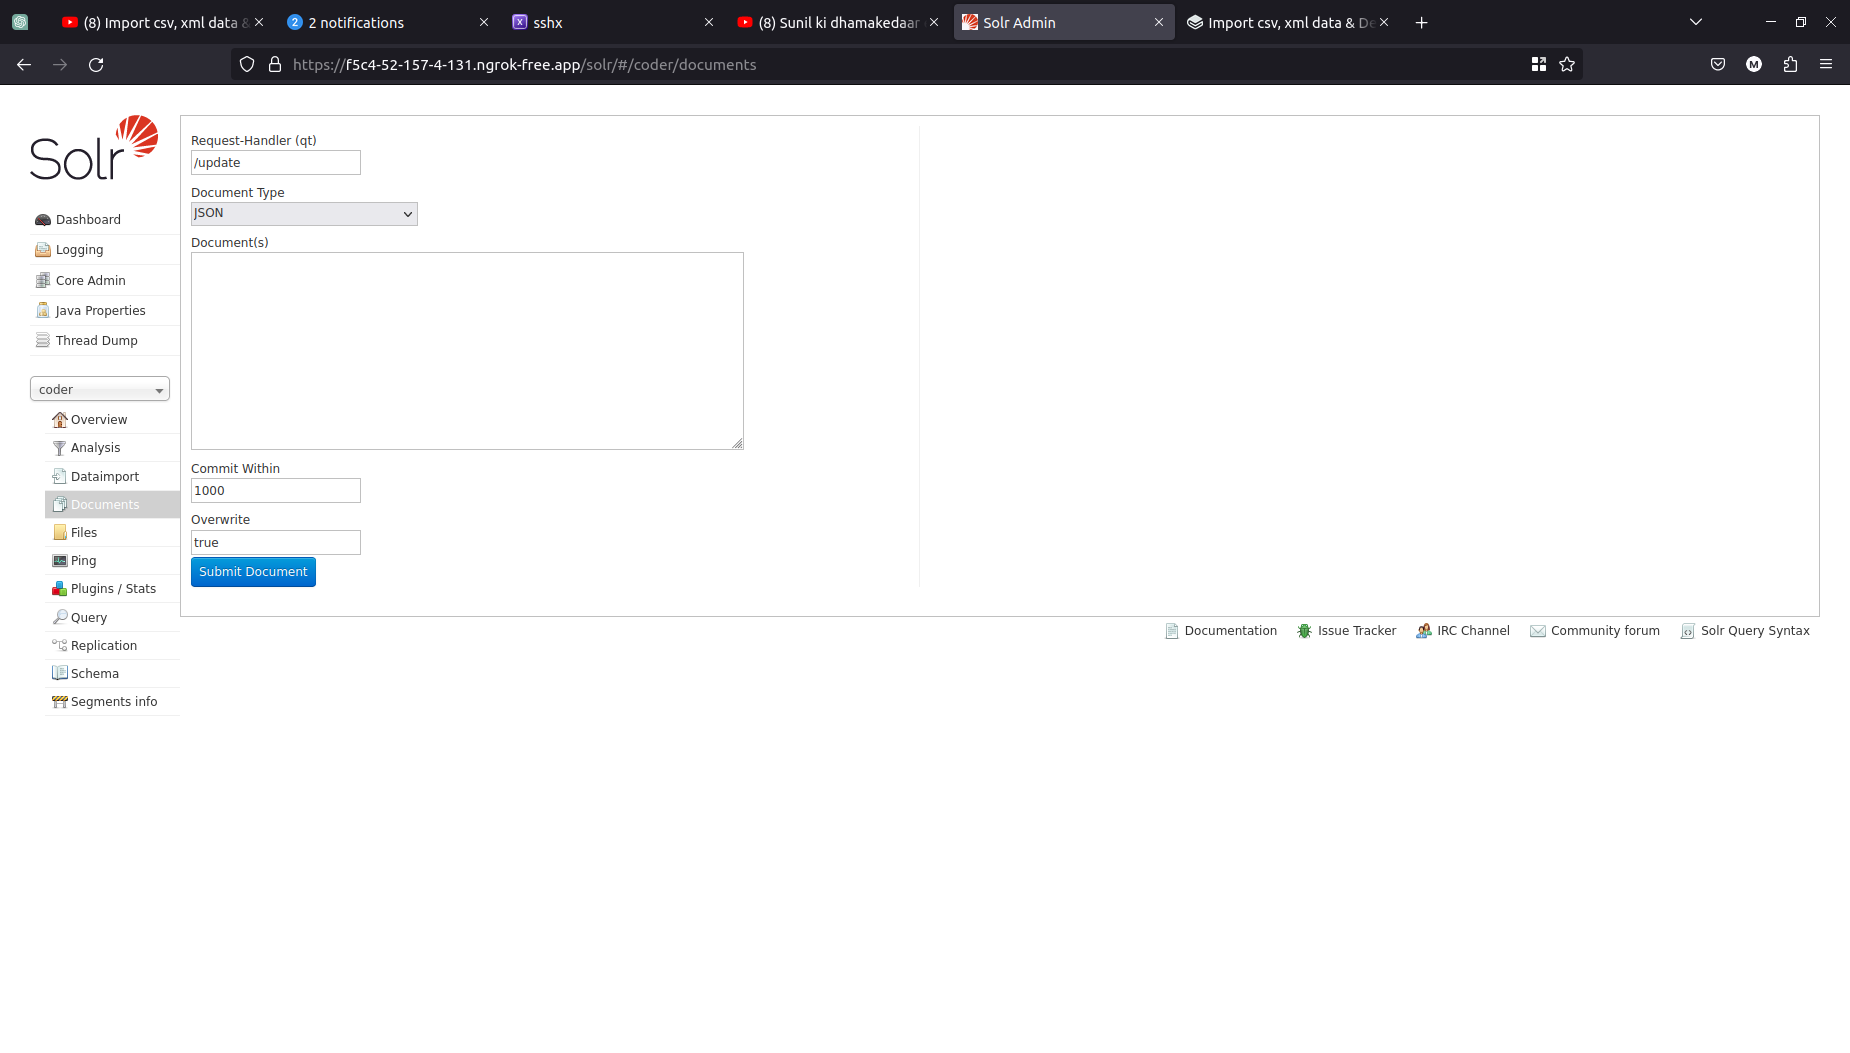 (8) Import csv, xml data &
2 notifications
sshx
(8) Sunil ki dhamakedaar
Solr Admin
Import csv, xml data & De
https://f5c4-52-157-4-131.ngrok-free.app/solr/#/coder/documents
Solr
Dashboard
Logging
Core Admin
Java Properties
Thread Dump
coder
Overview
Analysis
Dataimport
Documents
Files
Ping
Plugins / Stats
Query
Replication
Schema
Segments info
Request-Handler (qt)
/update
Document Type
JSON
Document(s)
Commit Within
1000
Overwrite
true
Submit Document
Documentation
Issue Tracker
IRC Channel
Community forum
Solr Query Syntax